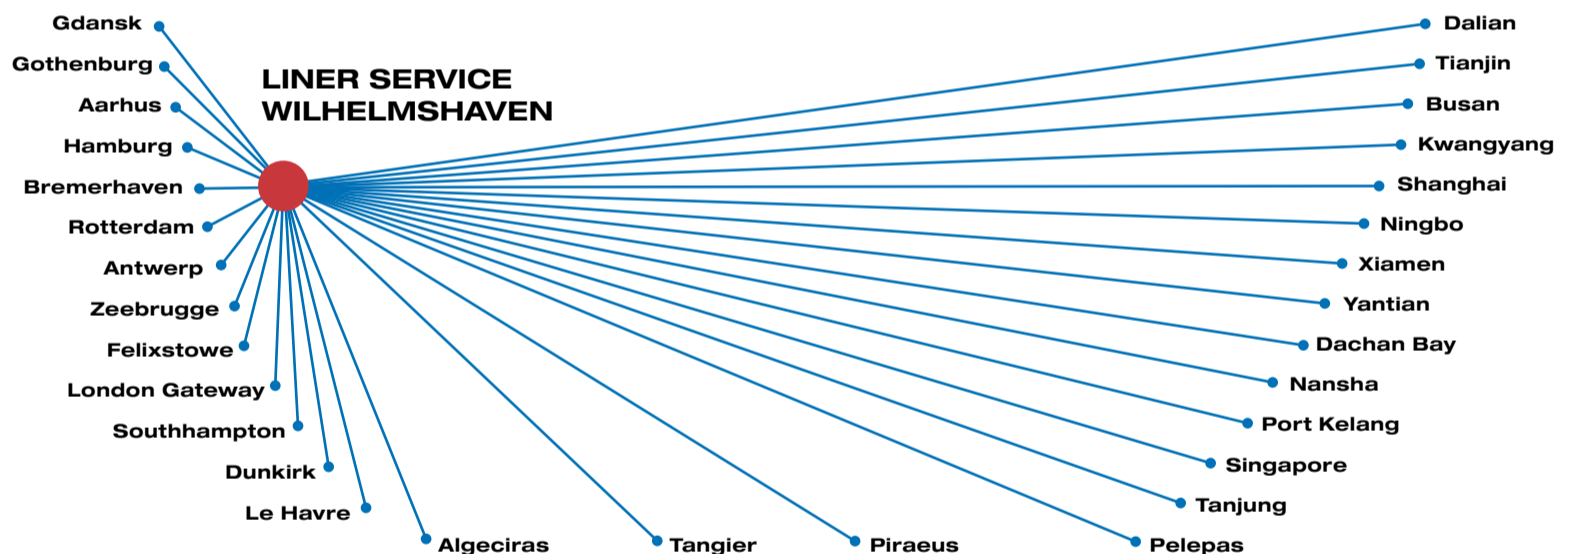 LINER SERVICE
WILHELMSHAVEN
Gdansk
Gothenburg
Aarhus
Hamburg
Bremerhaven
Rotterdam
Antwerp
Zeebrugge
Felixstowe
London Gateway
Southhampton
Dunkirk
Le Havre
Algeciras
Tangier
Piraeus
Dalian
Tianjin
Busan
Kwangyang
Shanghai
Ningbo
Xiamen
Yantian
Dachan Bay
Nansha
Port Kelang
Singapore
Tanjung
Pelepas